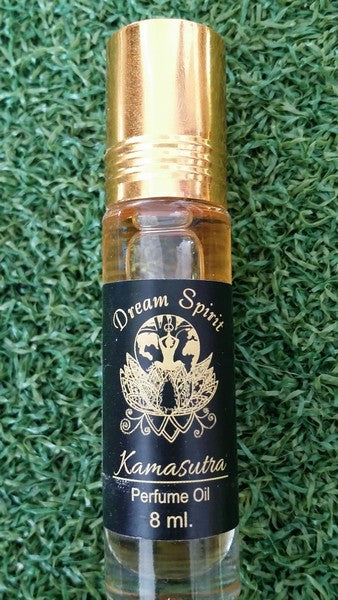 Dream Spirit
Kamasutra
Perfume Oil
8 ml.